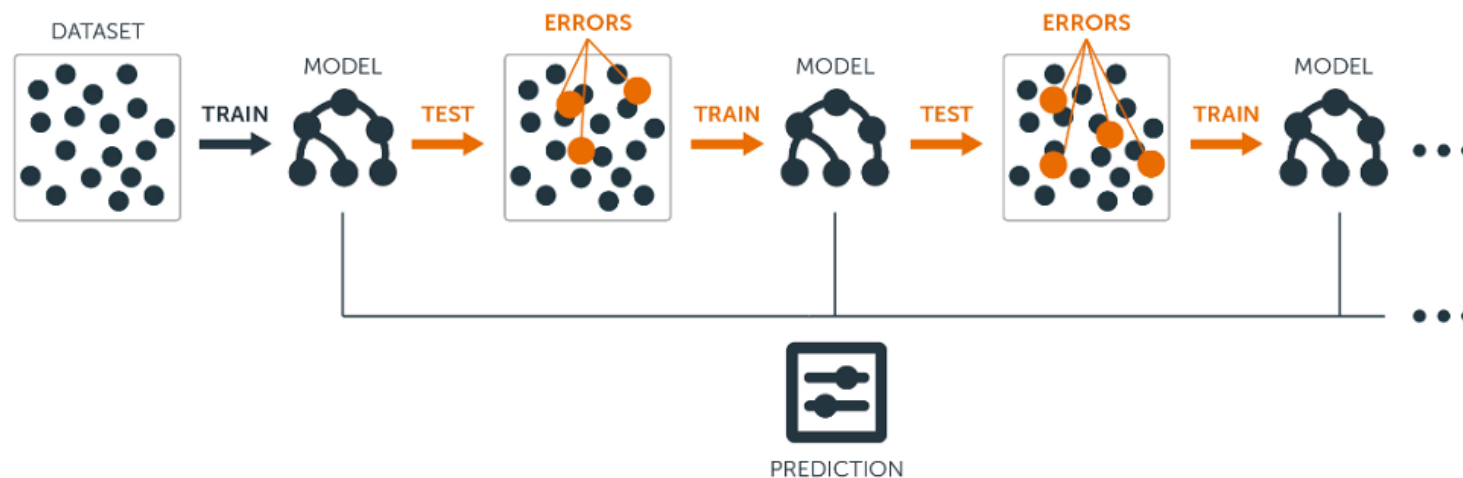 DATASET
TRAIN
MODEL
TEST
ERRORS
TRAIN
MODEL
TEST
ERRORS
TRAIN
MODEL
PREDICTION